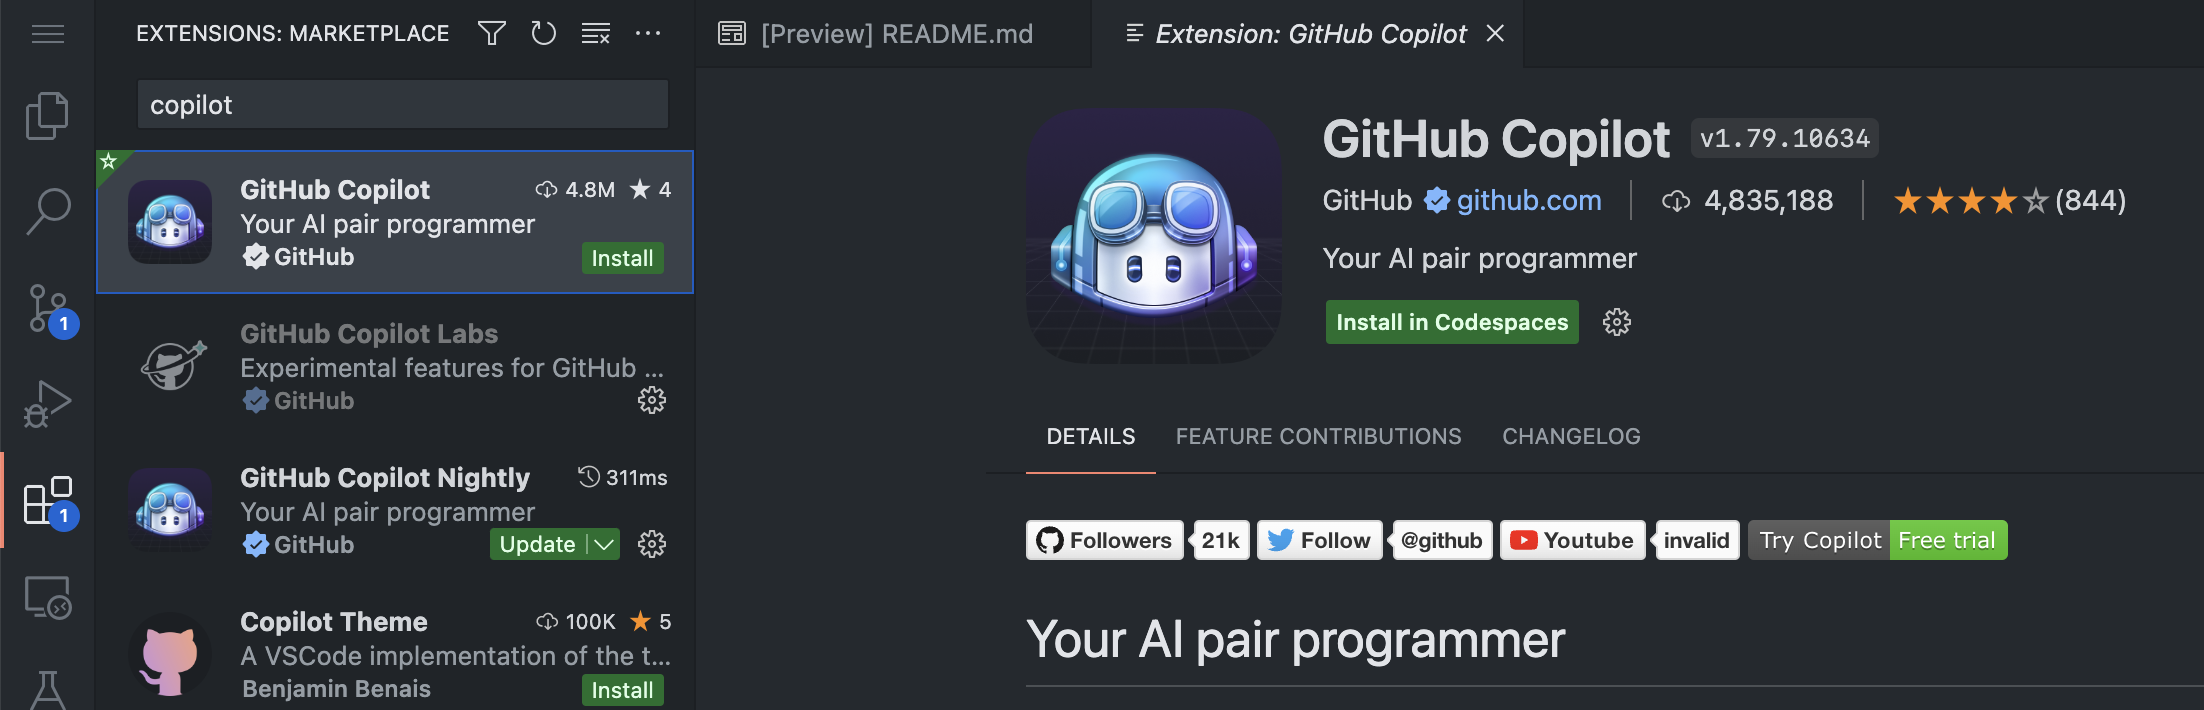 EXTENSIONS: MARKETPLACE
copilot
GitHub Copilot 4.8M 4
Your AI pair programmer
GitHub Install
GitHub Copilot Labs
Experimental features for GitHub ...
GitHub
GitHub Copilot Nightly 311ms
Your AI pair programmer
GitHub Update
Copilot Theme 100K 5
A VSCode implementation of the t...
Benjamin Benais Install
1
1
[Preview] README.md Extension: GitHub Copilot
GitHub Copilot v1.79.10634
GitHub github.com 4,835,188 (844)
Your AI pair programmer
Install in Codespaces
DETAILS FEATURE CONTRIBUTIONS CHANGELOG
Followers 21k Follow @github Youtube invalid Try Copilot Free trial
Your AI pair programmer